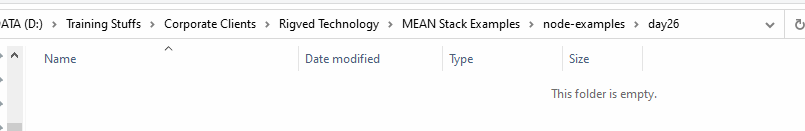 DATA (D:) › Training Stuffs › Corporate Clients › Rigved Technology › MEAN Stack Examples › node-examples › day26
Name Date modified Type Size
This folder is empty.